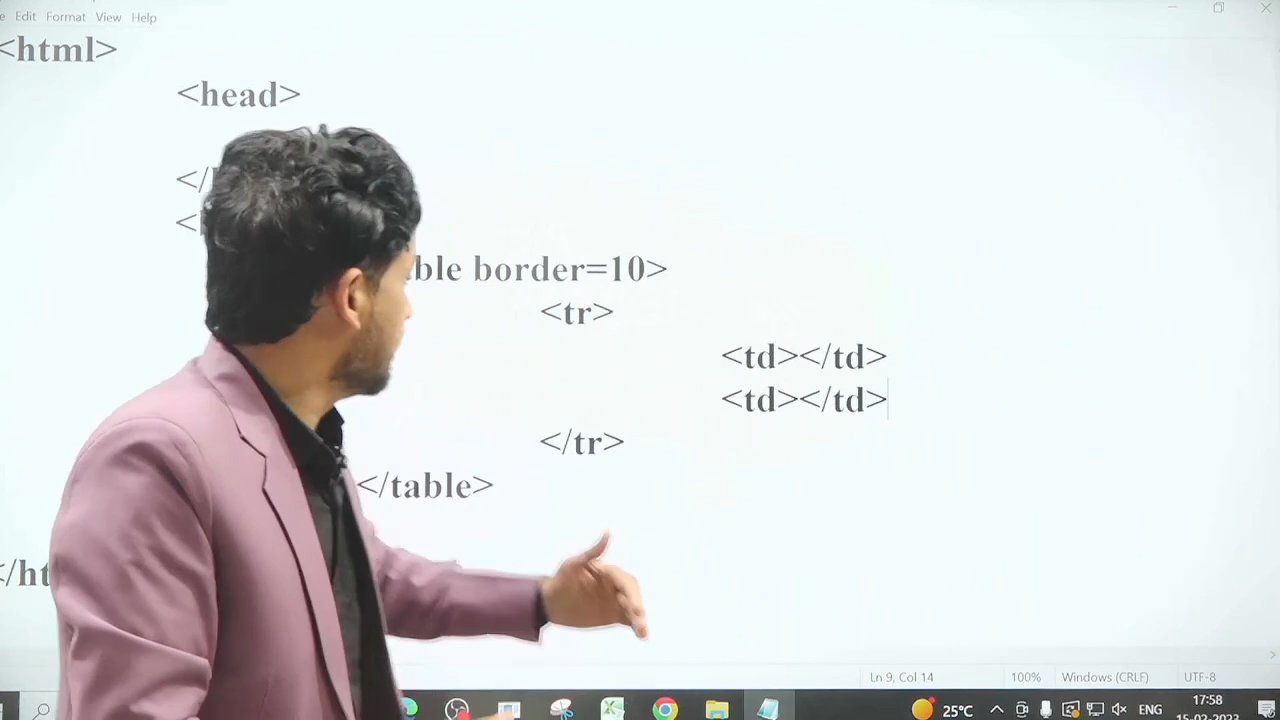 Edit Format View Help
<html>
<head>
<table border=10>
<tr>
<td></td>
<td></td>
</tr>
</table>
Ln 9, Col 14 100% Windows (CRLF) UTF-8
25°C ENG 17:58